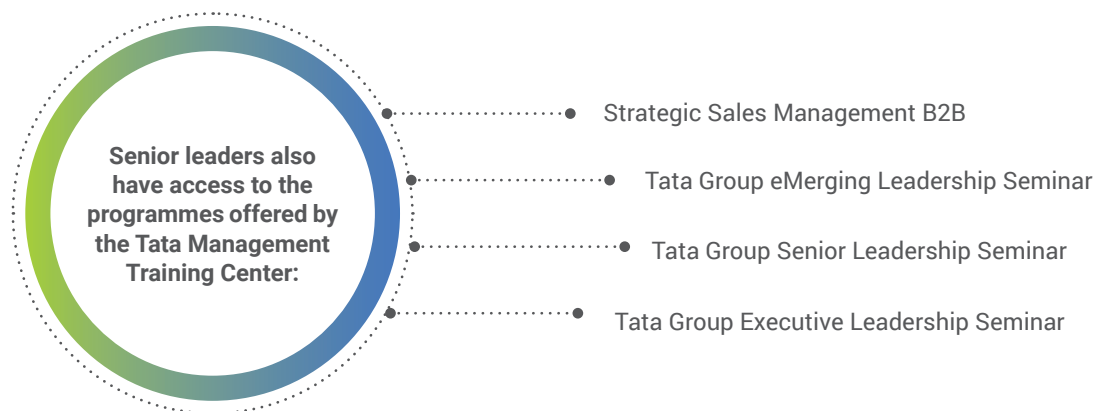 Senior leaders also
have access to the
programmes offered by
the Tata Management
Training Center:
Strategic Sales Management B2B
Tata Group eMerging Leadership Seminar
Tata Group Senior Leadership Seminar
Tata Group Executive Leadership Seminar